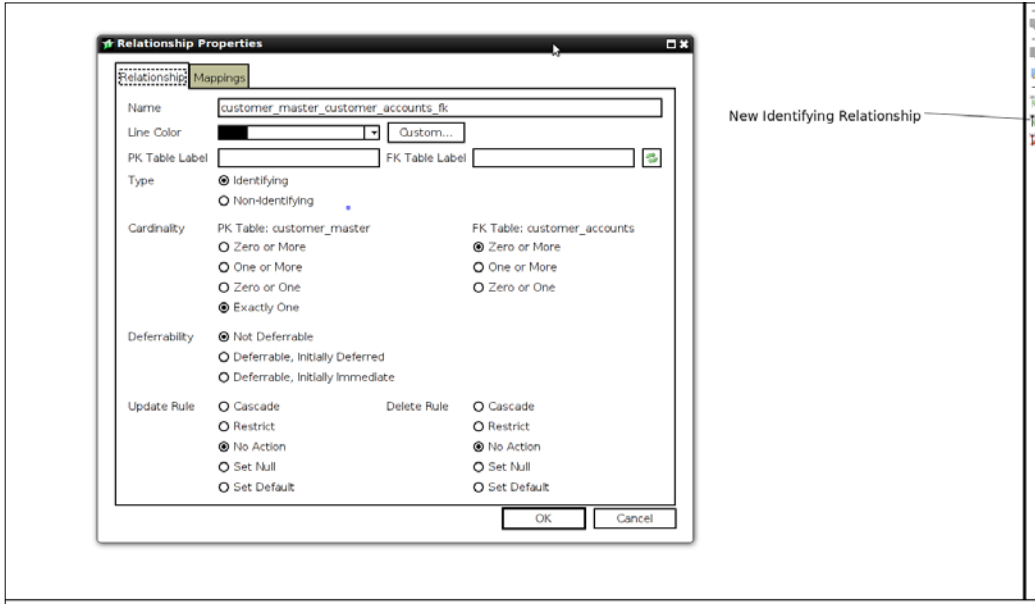 Relationship Properties
Relationship Mappings
Name customer_master_customer_accounts_fk
Line Color Custom...
PK Table Label FK Table Label
Type Identifying
Non-Identifying
Cardinality PK Table: customer_master FK Table: customer_accounts
Zero or More Zero or More
One or More One or More
Zero or One Zero or One
Exactly One
Deferrability Not Deferrable
Deferrable, Initially Deferred
Deferrable, Initially Immediate
Update Rule Cascade Delete Rule Cascade
Restrict Restrict
No Action No Action
Set Null Set Null
Set Default Set Default
OK Cancel
New Identifying Relationship